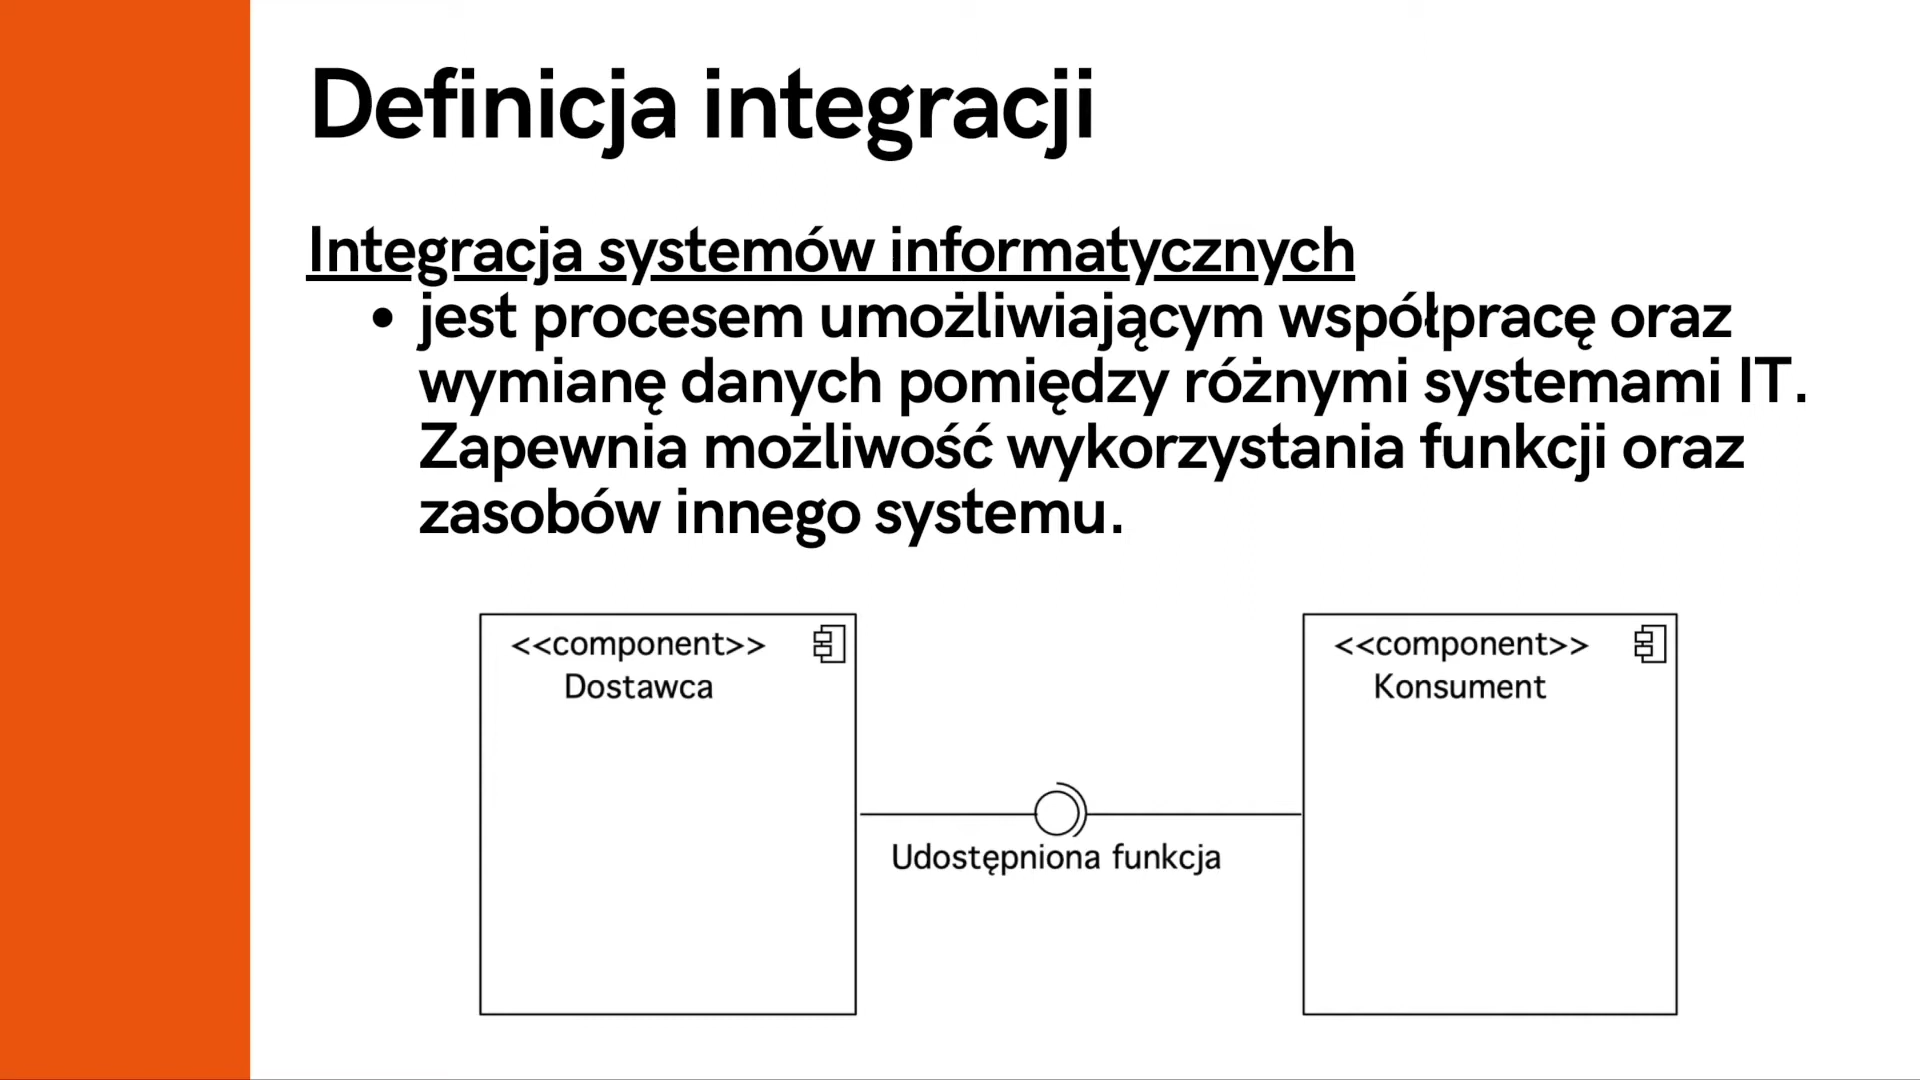 Definicja integracji
Integracja systemów informatycznych
• jest procesem umożliwiającym współpracę oraz
wymianę danych pomiędzy różnymi systemami IT.
Zapewnia możliwość wykorzystania funkcji oraz
zasobów innego systemu.
<<component>>
Dostawca
<<component>>
Konsument
Udostępniona funkcja